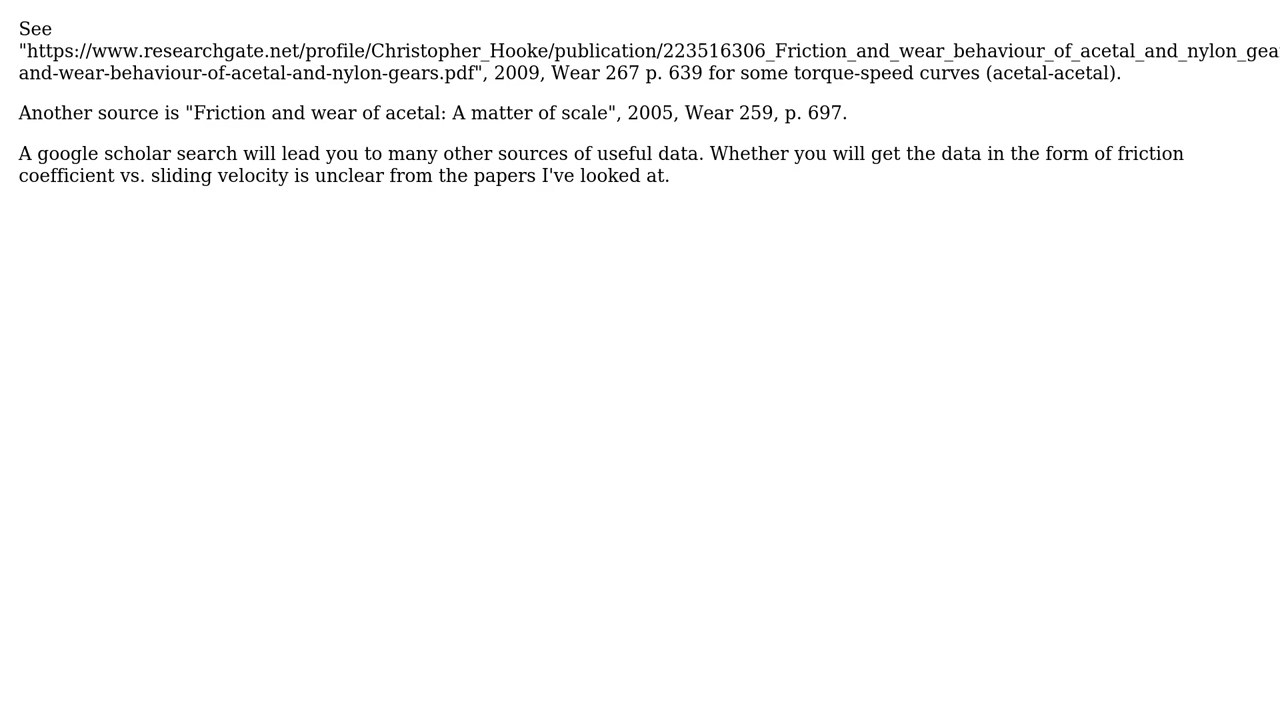 See
"https://www.researchgate.net/profile/Christopher_Hooke/publication/223516306_Friction_and_wear_behaviour_of_acetal_and_nylon_gea
and-wear-behaviour-of-acetal-and-nylon-gears.pdf", 2009, Wear 267 p. 639 for some torque-speed curves (acetal-acetal).
Another source is "Friction and wear of acetal: A matter of scale", 2005, Wear 259, p. 697.
A google scholar search will lead you to many other sources of useful data. Whether you will get the data in the form of friction
coefficient vs. sliding velocity is unclear from the papers I've looked at.